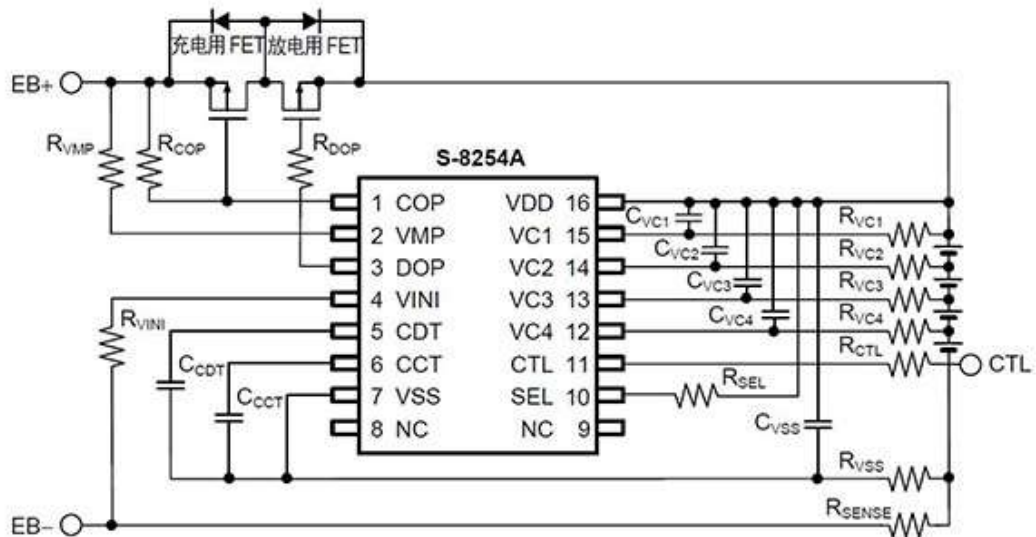 充电用 FET 放电用 FET
EB+
RVMP
RCOP
RDOP
S-8254A
1 COP VDD 16
2 VMP VC1 15
3 DOP VC2 14
4 VINI VC3 13
5 CDT VC4 12
6 CCT CTL 11
7 VSS SEL 10
8 NC NC 9
CVC1
CVC2
CVC3
CVC4
RVC1
RVC2
RVC3
RVC4
RCTL
CTL
RSEL
CVSS
RVINI
CCDT
CCCT
RVSS
RSENSE
EB−